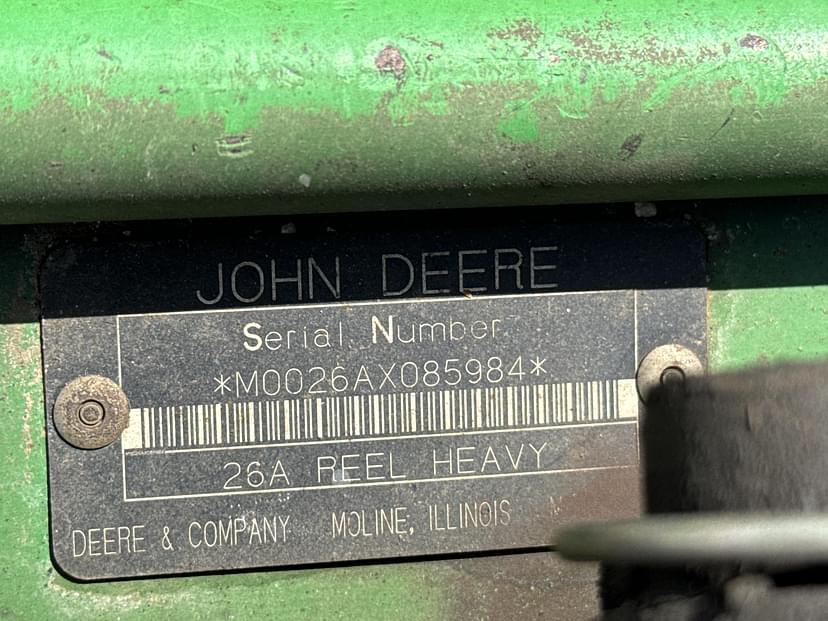 JOHN DEERE
Serial Number
*M0026AX085984*
26A REEL HEAVY
DEERE & COMPANY MOLINE, ILLINOIS